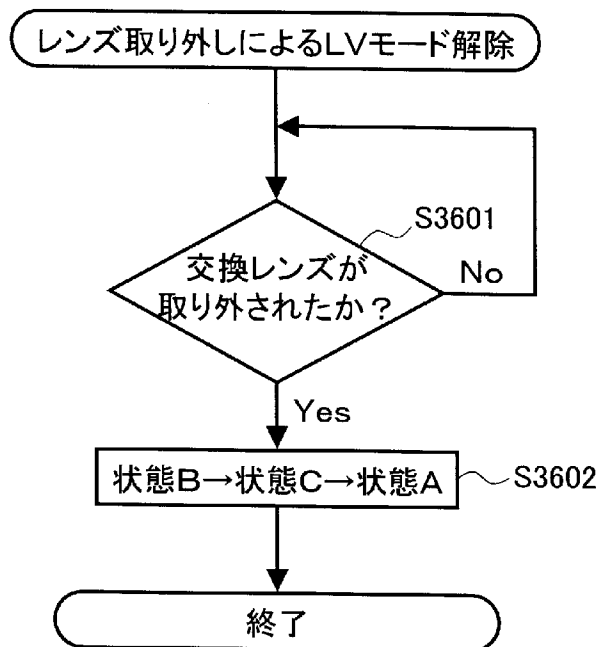 レンズ取り外しによるLVモード解除
S3601
交換レンズが
取り外されたか？
No
Yes
状態B→状態C→状態A
S3602
終了